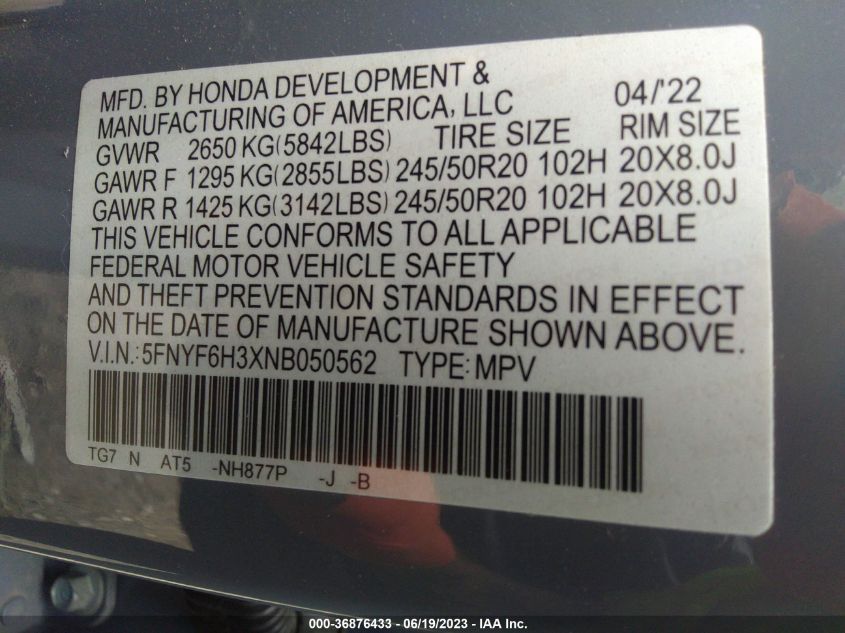 MFD. BY HONDA DEVELOPMENT &
MANUFACTURING OF AMERICA, LLC 04/'22
GVWR 2650 KG(5842LBS) TIRE SIZE RIM SIZE
GAWR F 1295 KG(2855LBS) 245/50R20 102H 20X8.0J
GAWR R 1425 KG(3142LBS) 245/50R20 102H 20X8.0J
THIS VEHICLE CONFORMS TO ALL APPLICABLE
FEDERAL MOTOR VEHICLE SAFETY
AND THEFT PREVENTION STANDARDS IN EFFECT
ON THE DATE OF MANUFACTURE SHOWN ABOVE.
V.I.N.:5FNYF6H3XNB050562 TYPE:MPV
TG7 N AT5 -NH877P -J -B
000-36876433 - 06/19/2023 - IAA Inc.